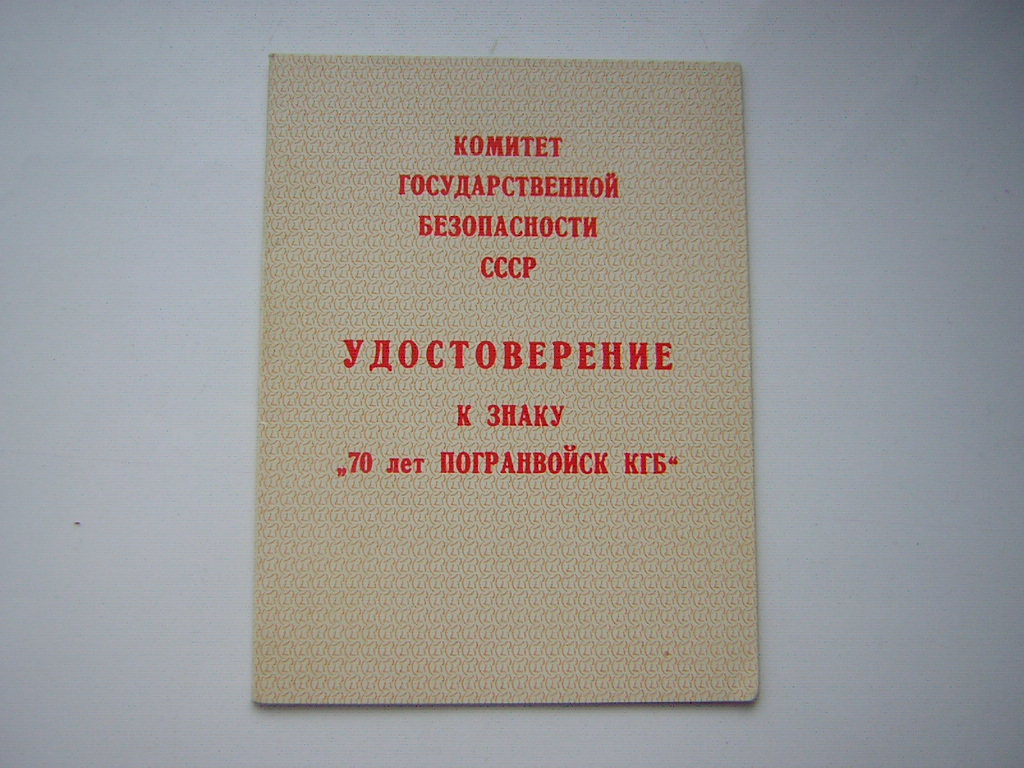 КОМИТЕТ
ГОСУДАРСТВЕННОЙ
БЕЗОПАСНОСТИ
СССР
УДОСТОВЕРЕНИЕ
К ЗНАКУ
„70 лет ПОГРАНВОЙСК КГБ“